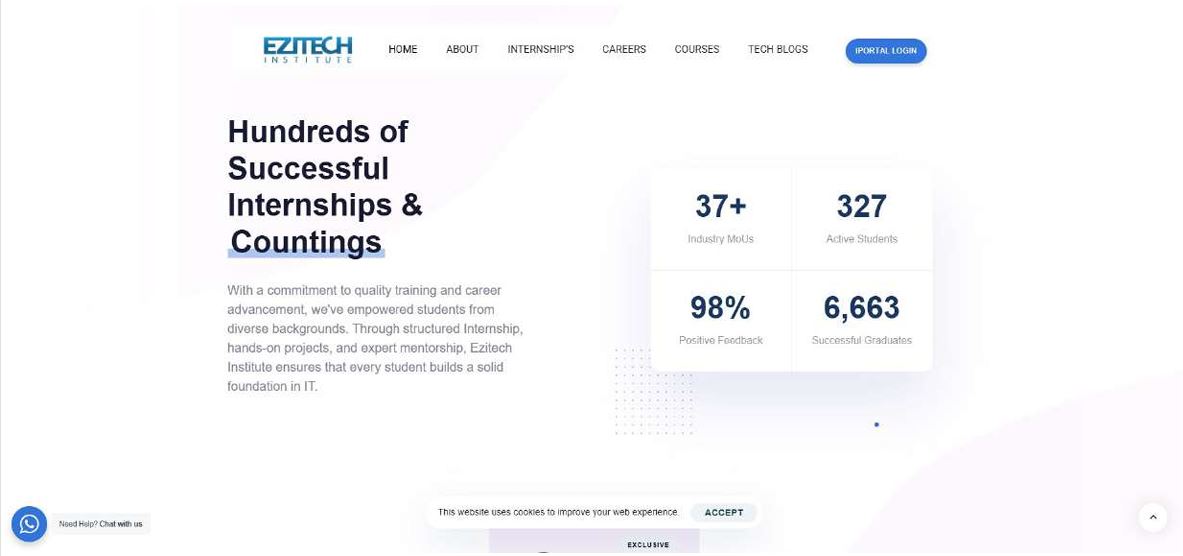 EZITECH
INSTITUTE
HOME ABOUT INTERNSHIP'S CAREERS COURSES TECH BLOGS IPORTAL LOGIN
Hundreds of
Successful
Internships &
Countings
With a commitment to quality training and career
advancement, we've empowered students from
diverse backgrounds. Through structured Internship,
hands-on projects, and expert mentorship, Ezitech
Institute ensures that every student builds a solid
foundation in IT.
37+
Industry MoUs
327
Active Students
98%
Positive Feedback
6,663
Successful Graduates
This website uses cookies to improve your web experience. ACCEPT
Need Help? Chat with us
EXCLUSIVE